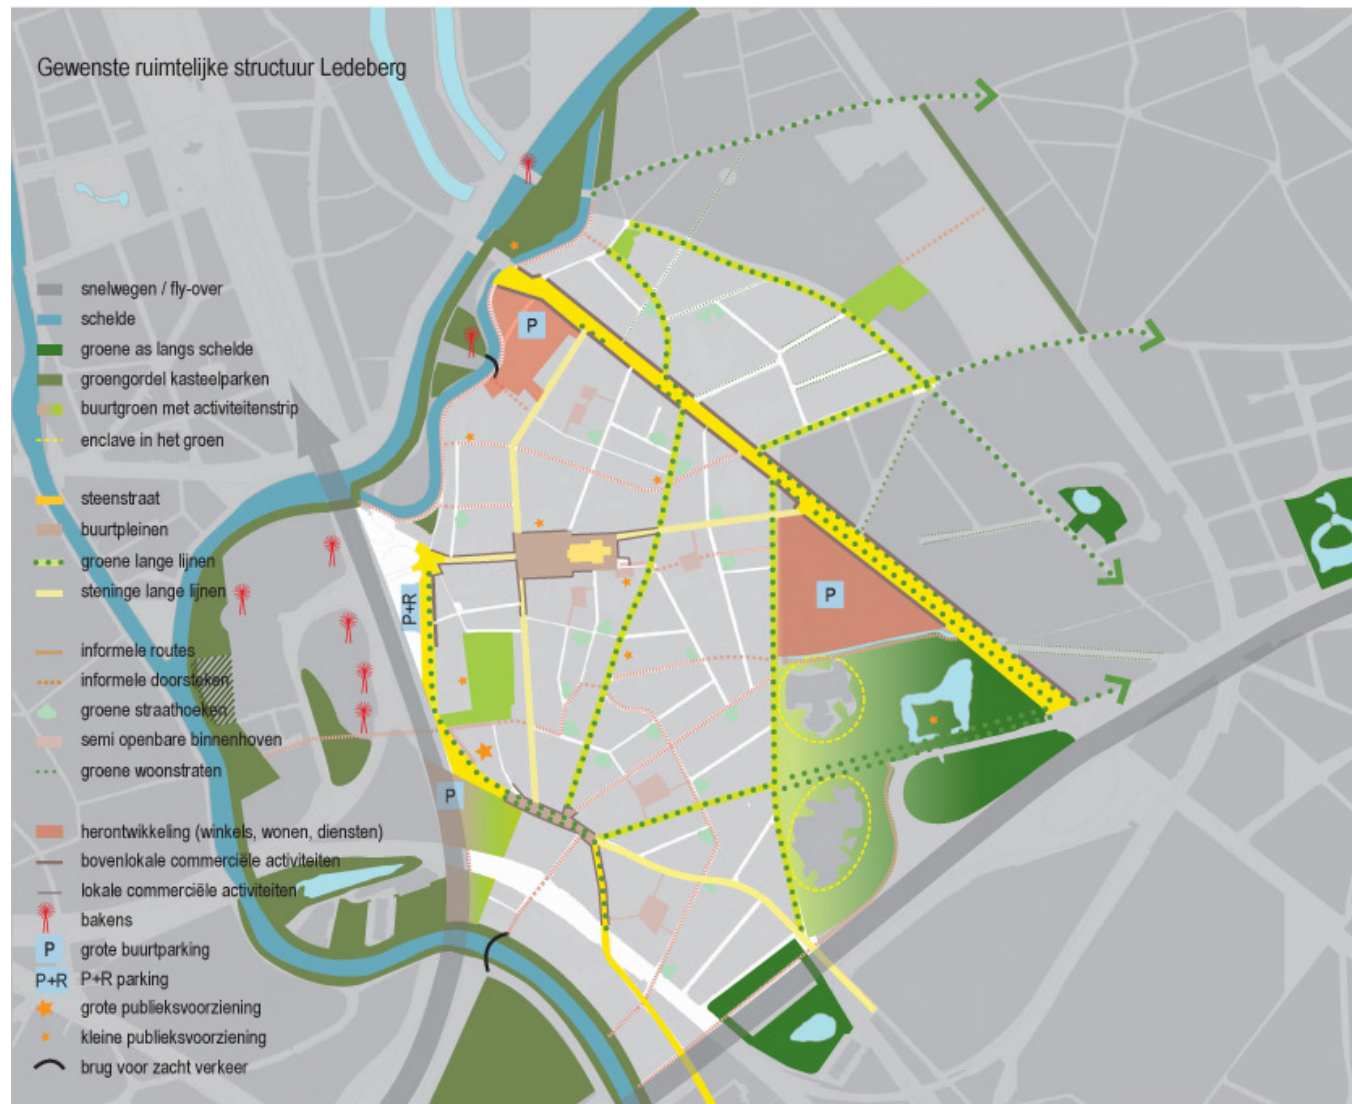 Gewenste ruimtelijke structuur Ledeberg
snelwegen / fly-over
schelde
groene as langs schelde
groengordel kasteelparken
buurtgroen met activiteitenstrip
enclave in het groen
steenstraat
buurtpleinen
groene lange lijnen
steninge lange lijnen
informele routes
informele doorsteken
groene straathoeken
semi openbare binnenhoven
groene woonstraten
herontwikkeling (winkels, wonen, diensten)
bovenlokale commerciële activiteiten
lokale commerciële activiteiten
bakens
P grote buurtparking
P+R P+R parking
grote publieksvoorziening
kleine publieksvoorziening
brug voor zacht verkeer
P
P+R
P
P